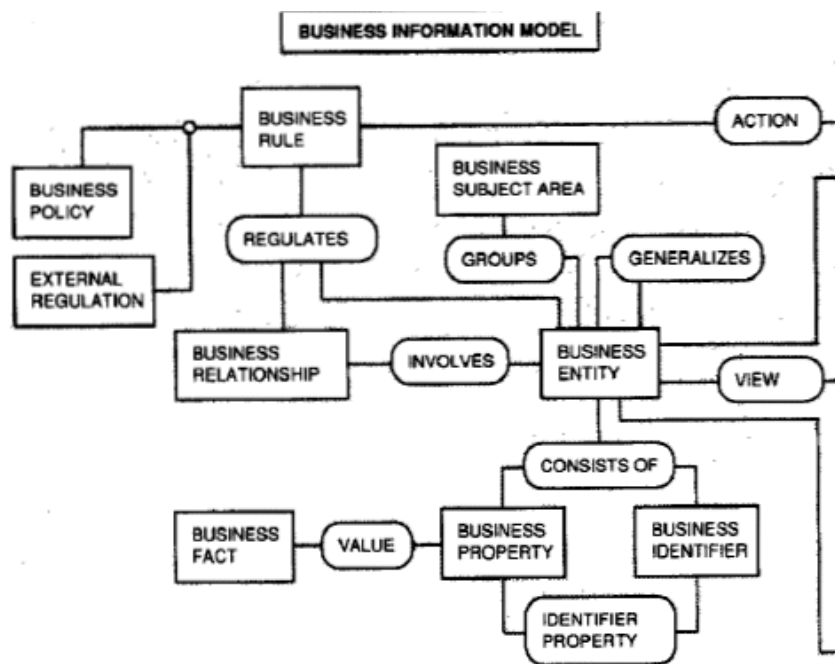 BUSINESS INFORMATION MODEL
BUSINESS
RULE
ACTION
BUSINESS
SUBJECT AREA
BUSINESS
POLICY
REGULATES
GROUPS
GENERALIZES
EXTERNAL
REGULATION
BUSINESS
RELATIONSHIP
INVOLVES
BUSINESS
ENTITY
VIEW
CONSISTS OF
BUSINESS
FACT
VALUE
BUSINESS
PROPERTY
BUSINESS
IDENTIFIER
IDENTIFIER
PROPERTY